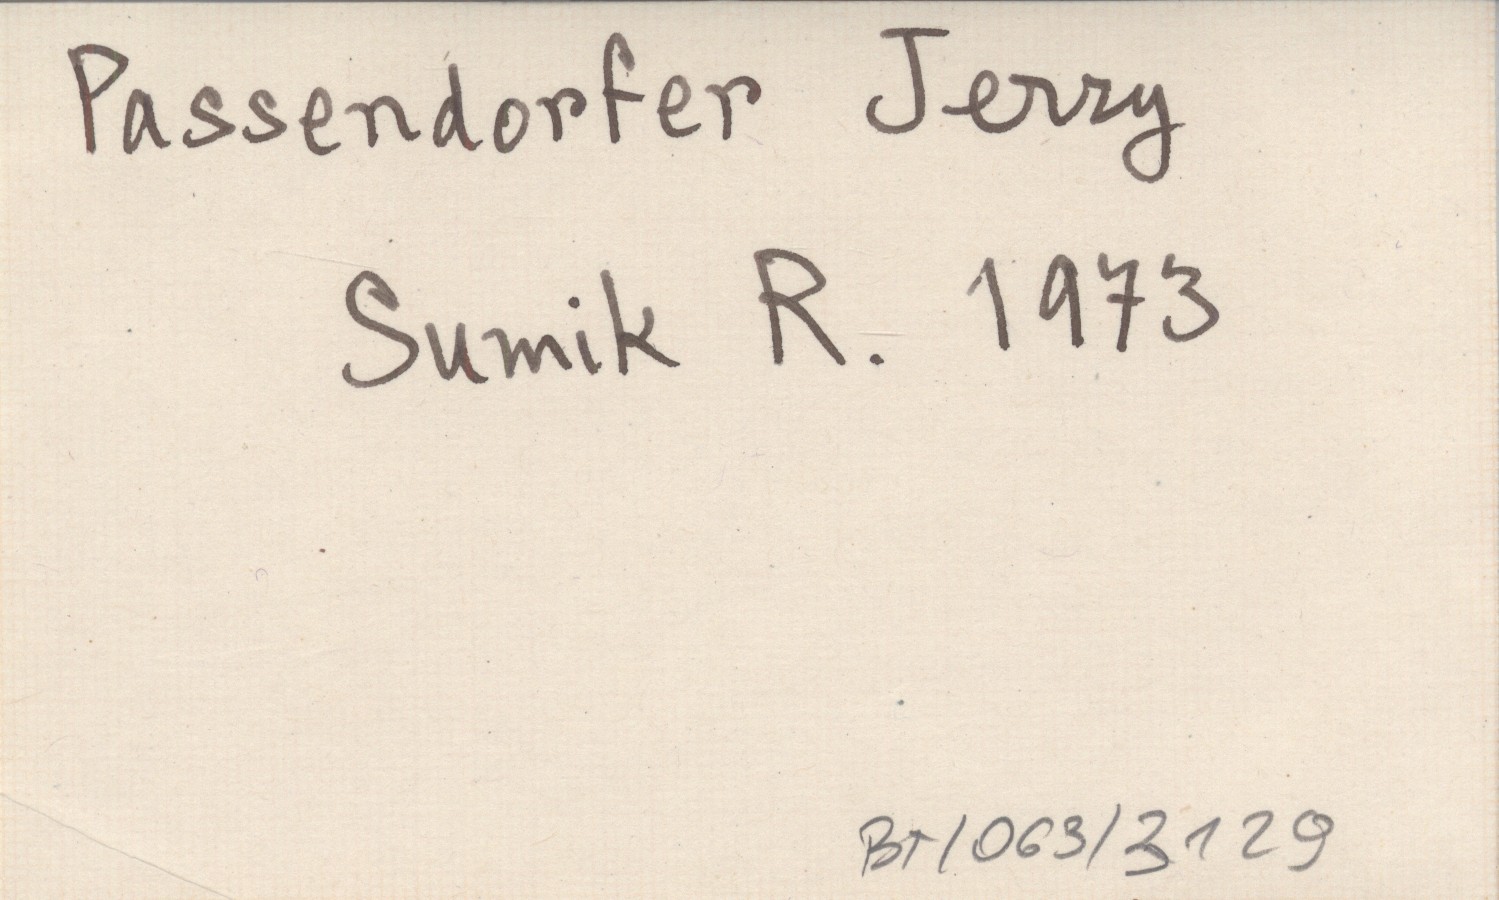 Passendorfer Jerzy
Sumik R. 1973
BT/063/3129